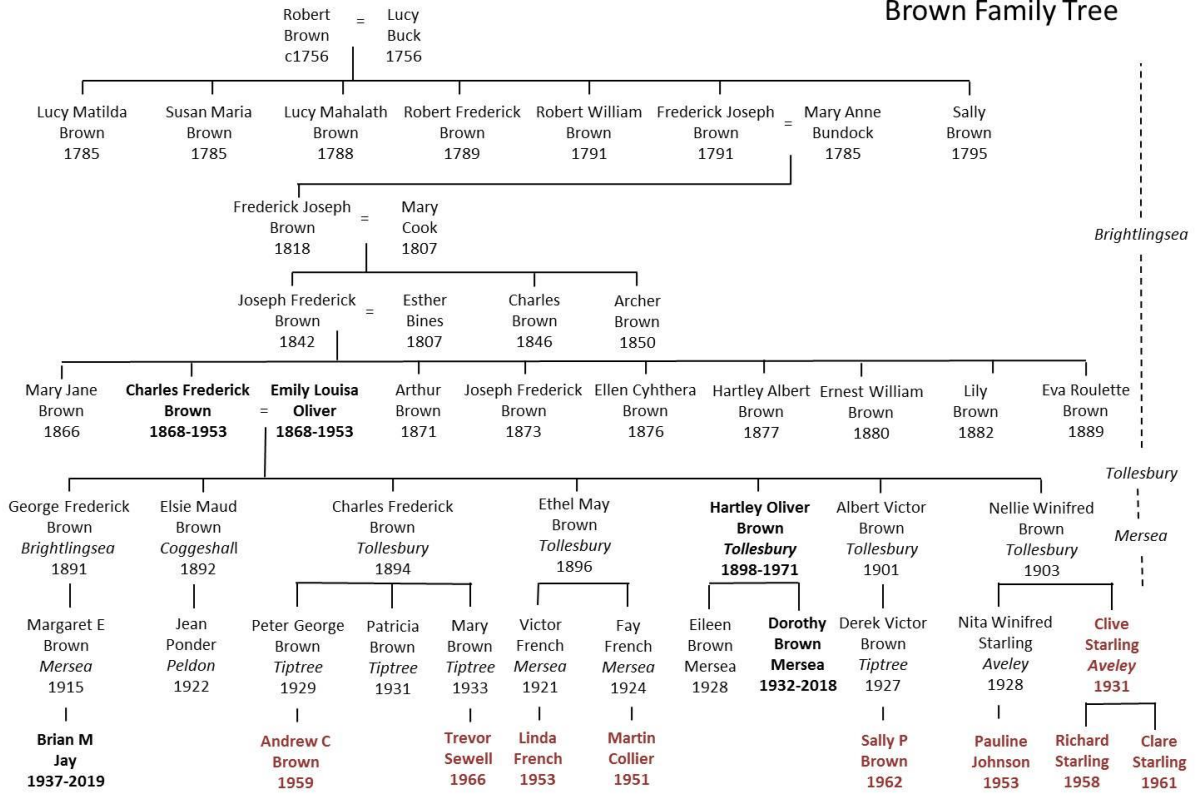 Brown Family Tree
Robert
Brown
c1756
=
Lucy
Buck
1756
Lucy Matilda
Brown
1785
Susan Maria
Brown
1785
Lucy Mahalath
Brown
1788
Robert Frederick
Brown
1789
Robert William
Brown
1791
Frederick Joseph
Brown
1791
=
Mary Anne
Bundock
1785
Sally
Brown
1795
Frederick Joseph
Brown
1818
=
Mary
Cook
1807
Brightlingsea
Joseph Frederick
Brown
1842
=
Esther
Bines
1807
Charles
Brown
1846
Archer
Brown
1850
Mary Jane
Brown
1866
Charles Frederick
Brown
1868-1953
=
Emily Louisa
Oliver
1868-1953
Arthur
Brown
1871
Joseph Frederick
Brown
1873
Ellen Cyhthera
Brown
1876
Hartley Albert
Brown
1877
Ernest William
Brown
1880
Lily
Brown
1882
Eva Roulette
Brown
1889
Tollesbury
Mersea
George Frederick
Brown
Brightlingsea
1891
Elsie Maud
Brown
Coggeshall
1892
Charles Frederick
Brown
Tollesbury
1894
Ethel May
Brown
Tollesbury
1896
Hartley Oliver
Brown
Tollesbury
1898-1971
Albert Victor
Brown
Tollesbury
1901
Nellie Winifred
Brown
Tollesbury
1903
Margaret E
Brown
Mersea
1915
Jean
Ponder
Peldon
1922
Peter George
Brown
Tiptree
1929
Patricia
Brown
Tiptree
1931
Mary
Brown
Tiptree
1933
Victor
French
Mersea
1921
Fay
French
Mersea
1924
Eileen
Brown
Mersea
1928
Dorothy
Brown
Mersea
1932-2018
Derek Victor
Brown
Tiptree
1927
Nita Winifred
Starling
Aveley
1928
Clive
Starling
Aveley
1931
Brian M
Jay
1937-2019
Andrew C
Brown
1959
Trevor
Sewell
1966
Linda
French
1953
Martin
Collier
1951
Sally P
Brown
1962
Pauline
Johnson
1953
Richard
Starling
1958
Clare
Starling
1961